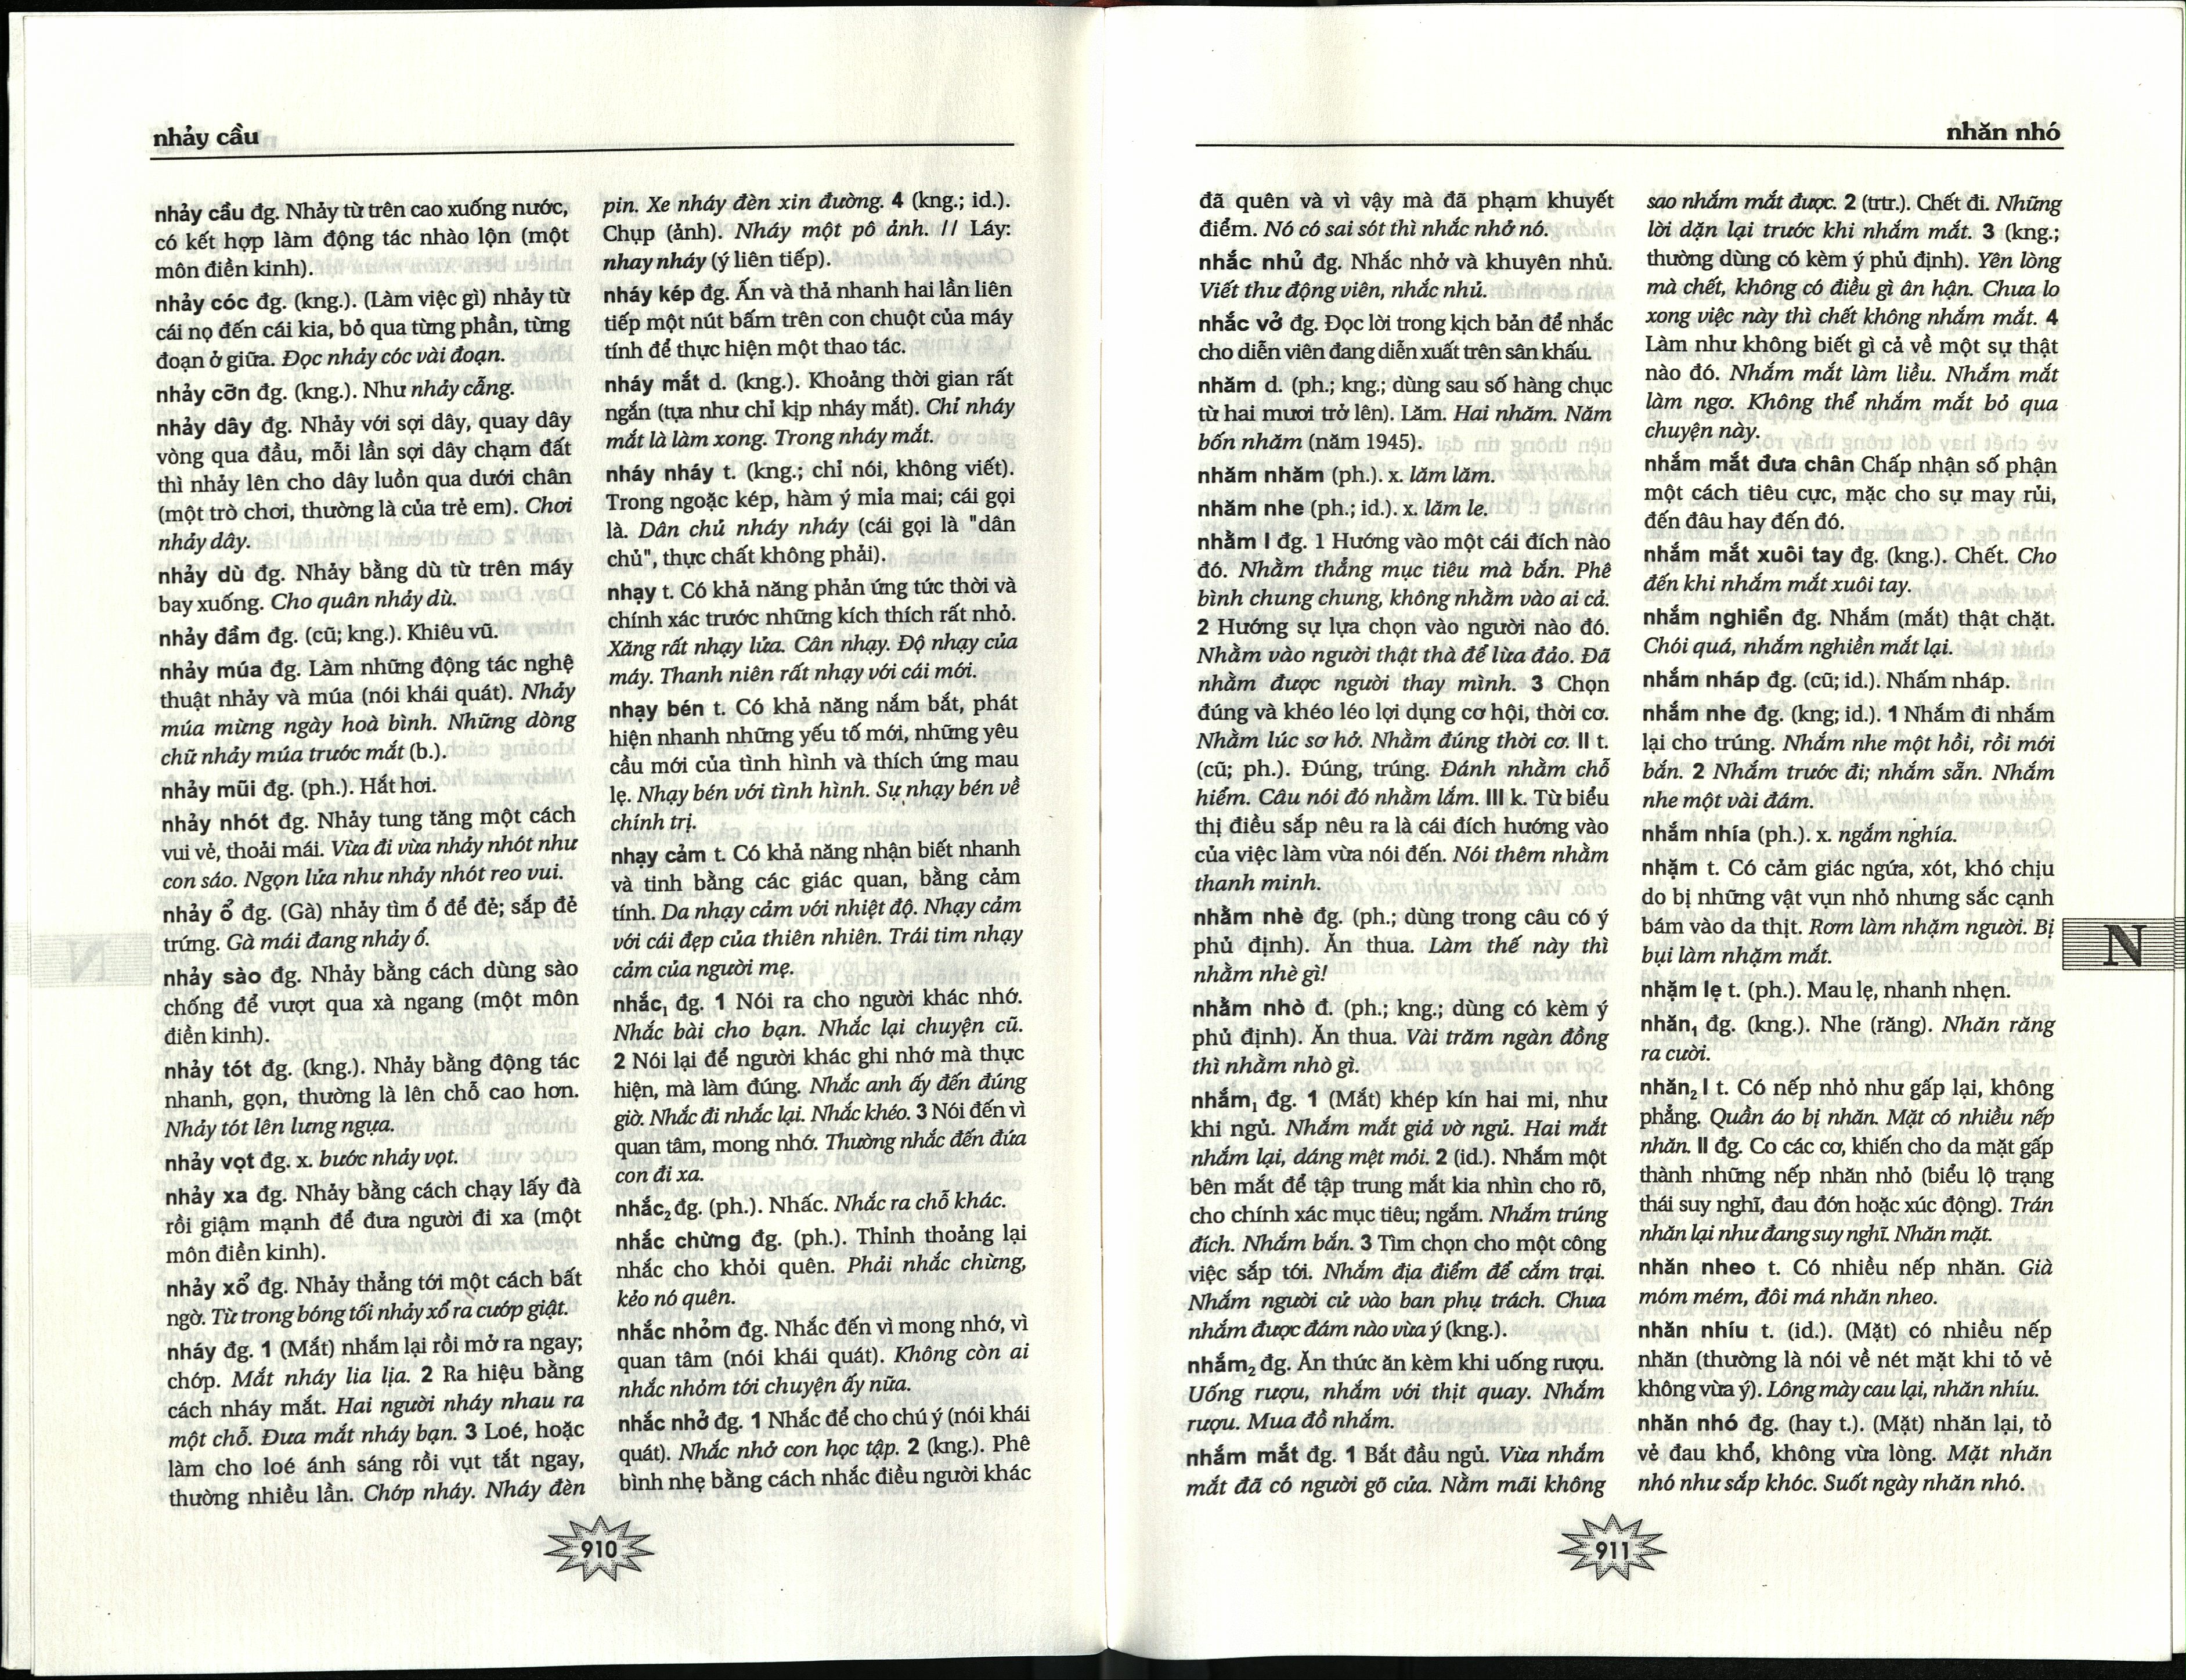 nhảy cầu
nhảy cầu đg. Nhảy từ trên cao xuống nước,
có kết hợp làm động tác nhào lộn (một
môn điền kinh).
nhảy cóc đg. (kng.). (Làm việc gì) nhảy từ
cái nọ đến cái kia, bỏ qua từng phần, từng
đoạn ở giữa. Đọc nhảy cóc vài đoạn.
nhảy cỡn đg. (kng.). Như nhảy cẫng.
nhảy dây đg. Nhảy với sợi dây, quay dây
vòng qua đầu, mỗi lần sợi dây chạm đất
thì nhảy lên cho dây luồn qua dưới chân
(một trò chơi, thường là của trẻ em). Chơi
nhảy dây.
nhảy dù đg. Nhảy bằng dù từ trên máy
bay xuống. Cho quân nhảy dù.
nhảy đầm đg. (cũ; kng.). Khiêu vũ.
nhảy múa đg. Làm những động tác nghệ
thuật nhảy và múa (nói khái quát). Nhảy
múa mừng ngày hoà bình. Những dòng
chữ nhảy múa trước mắt (b.).
nhảy mũi đg. (ph.). Hắt hơi.
nhảy nhót đg. Nhảy tung tăng một cách
vui vẻ, thoải mái. Vừa đi vừa nhảy nhót như
con sáo. Ngọn lửa như nhảy nhót reo vui.
nhảy ổ đg. (Gà) nhảy tìm ổ để đẻ; sắp đẻ
trứng. Gà mái đang nhảy ổ.
nhảy sào đg. Nhảy bằng cách dùng sào
chống để vượt qua xà ngang (một môn
điền kinh).
nhảy tót đg. (kng.). Nhảy bằng động tác
nhanh, gọn, thường là lên chỗ cao hơn.
Nhảy tót lên lưng ngựa.
nhảy vọt đg. x. bước nhảy vọt.
nhảy xa đg. Nhảy bằng cách chạy lấy đà
rồi giậm mạnh để đưa người đi xa (một
môn điền kinh).
nhảy xổ đg. Nhảy thẳng tới một cách bất
ngờ. Từ trong bóng tối nhảy xổ ra cướp giật.
nháy đg. 1 (Mắt) nhắm lại rồi mở ra ngay;
chớp. Mắt nháy lia lịa. 2 Ra hiệu bằng
cách nháy mắt. Hai người nháy nhau ra
một chỗ. Đưa mắt nháy bạn. 3 Loé, hoặc
làm cho loé ánh sáng rồi vụt tắt ngay,
thường nhiều lần. Chớp nháy. Nháy đèn
pin. Xe nháy đèn xin đường. 4 (kng.; id.).
Chụp (ảnh). Nháy một pô ảnh. // Láy:
nhay nháy (ý liên tiếp).
nháy kép đg. Ấn và thả nhanh hai lần liên
tiếp một nút bấm trên con chuột của máy
tính để thực hiện một thao tác.
nháy mắt d. (kng.). Khoảng thời gian rất
ngắn (tựa như chỉ kịp nháy mắt). Chỉ nháy
mắt là làm xong. Trong nháy mắt.
nháy nháy t. (kng.; chỉ nói, không viết).
Trong ngoặc kép, hàm ý mỉa mai; cái gọi
là. Dân chủ nháy nháy (cái gọi là "dân
chủ", thực chất không phải).
nhạy t. Có khả năng phản ứng tức thời và
chính xác trước những kích thích rất nhỏ.
Xăng rất nhạy lửa. Cân nhạy. Độ nhạy của
máy. Thanh niên rất nhạy với cái mới.
nhạy bén t. Có khả năng nắm bắt, phát
hiện nhanh những yếu tố mới, những yêu
cầu mới của tình hình và thích ứng mau
lẹ. Nhạy bén với tình hình. Sự nhạy bén về
chính trị.
nhạy cảm t. Có khả năng nhận biết nhanh
và tinh bằng các giác quan, bằng cảm
tính. Da nhạy cảm với nhiệt độ. Nhạy cảm
với cái đẹp của thiên nhiên. Trái tim nhạy
cảm của người mẹ.
nhắc₁ đg. 1 Nói ra cho người khác nhớ.
Nhắc bài cho bạn. Nhắc lại chuyện cũ.
2 Nói lại để người khác ghi nhớ mà thực
hiện, mà làm đúng. Nhắc anh ấy đến đúng
giờ. Nhắc đi nhắc lại. Nhắc khéo. 3 Nói đến vì
quan tâm, mong nhớ. Thường nhắc đến đứa
con đi xa.
nhắc₂ đg. (ph.). Nhấc. Nhắc ra chỗ khác.
nhắc chừng đg. (ph.). Thỉnh thoảng lại
nhắc cho khỏi quên. Phải nhắc chừng,
kẻo nó quên.
nhắc nhỏm đg. Nhắc đến vì mong nhớ, vì
quan tâm (nói khái quát). Không còn ai
nhắc nhỏm tới chuyện ấy nữa.
nhắc nhở đg. 1 Nhắc để cho chú ý (nói khái
quát). Nhắc nhở con học tập. 2 (kng.). Phê
bình nhẹ bằng cách nhắc điều người khác
910
nhăn nhó
đã quên và vì vậy mà đã phạm khuyết
điểm. Nó có sai sót thì nhắc nhở nó.
nhắc nhủ đg. Nhắc nhở và khuyên nhủ.
Viết thư động viên, nhắc nhủ.
nhắc vở đg. Đọc lời trong kịch bản để nhắc
cho diễn viên đang diễn xuất trên sân khấu.
nhăm d. (ph.; kng.; dùng sau số hàng chục
từ hai mươi trở lên). Lăm. Hai nhăm. Năm
bốn nhăm (năm 1945).
nhăm nhăm (ph.). x. lăm lăm.
nhăm nhe (ph.; id.). x. lăm le.
nhằm I đg. 1 Hướng vào một cái đích nào
đó. Nhằm thẳng mục tiêu mà bắn. Phê
bình chung chung, không nhằm vào ai cả.
2 Hướng sự lựa chọn vào người nào đó.
Nhằm vào người thật thà để lừa đảo. Đã
nhằm được người thay mình. 3 Chọn
đúng và khéo léo lợi dụng cơ hội, thời cơ.
Nhằm lúc sơ hở. Nhằm đúng thời cơ. II t.
(cũ; ph.). Đúng, trúng. Đánh nhằm chỗ
hiểm. Câu nói đó nhằm lắm. III k. Từ biểu
thị điều sắp nêu ra là cái đích hướng vào
của việc làm vừa nói đến. Nói thêm nhằm
thanh minh.
nhằm nhè đg. (ph.; dùng trong câu có ý
phủ định). Ăn thua. Làm thế này thì
nhằm nhè gì!
nhằm nhò đ. (ph.; kng.; dùng có kèm ý
phủ định). Ăn thua. Vài trăm ngàn đồng
thì nhằm nhò gì.
nhắm₁ đg. 1 (Mắt) khép kín hai mi, như
khi ngủ. Nhắm mắt giả vờ ngủ. Hai mắt
nhắm lại, dáng mệt mỏi. 2 (id.). Nhắm một
bên mắt để tập trung mắt kia nhìn cho rõ,
cho chính xác mục tiêu; ngắm. Nhắm trúng
đích. Nhắm bắn. 3 Tìm chọn cho một công
việc sắp tới. Nhắm địa điểm để cắm trại.
Nhắm người cử vào ban phụ trách. Chưa
nhắm được đám nào vừa ý (kng.).
nhắm₂ đg. Ăn thức ăn kèm khi uống rượu.
Uống rượu, nhắm với thịt quay. Nhắm
rượu. Mua đồ nhắm.
nhắm mắt đg. 1 Bắt đầu ngủ. Vừa nhắm
mắt đã có người gõ cửa. Nằm mãi không
sao nhắm mắt được. 2 (trtr.). Chết đi. Những
lời dặn lại trước khi nhắm mắt. 3 (kng.;
thường dùng có kèm ý phủ định). Yên lòng
mà chết, không có điều gì ân hận. Chưa lo
xong việc này thì chết không nhắm mắt. 4
Làm như không biết gì cả về một sự thật
nào đó. Nhắm mắt làm liều. Nhắm mắt
làm ngơ. Không thể nhắm mắt bỏ qua
chuyện này.
nhắm mắt đưa chân Chấp nhận số phận
một cách tiêu cực, mặc cho sự may rủi,
đến đâu hay đến đó.
nhắm mắt xuôi tay đg. (kng.). Chết. Cho
đến khi nhắm mắt xuôi tay.
nhắm nghiền đg. Nhắm (mắt) thật chặt.
Chói quá, nhắm nghiền mắt lại.
nhắm nháp đg. (cũ; id.). Nhấm nháp.
nhắm nhe đg. (kng; id.). 1 Nhắm đi nhắm
lại cho trúng. Nhắm nhe một hồi, rồi mới
bắn. 2 Nhắm trước đi; nhắm sẵn. Nhắm
nhe một vài đám.
nhắm nhía (ph.). x. ngắm nghía.
nhặm t. Có cảm giác ngứa, xót, khó chịu
do bị những vật vụn nhỏ nhưng sắc cạnh
bám vào da thịt. Rơm làm nhặm người. Bị
bụi làm nhặm mắt.
nhặm lẹ t. (ph.). Mau lẹ, nhanh nhẹn.
nhăn₁ đg. (kng.). Nhe (răng). Nhăn răng
ra cười.
nhăn₂ I t. Có nếp nhỏ như gấp lại, không
phẳng. Quần áo bị nhăn. Mặt có nhiều nếp
nhăn. II đg. Co các cơ, khiến cho da mặt gấp
thành những nếp nhăn nhỏ (biểu lộ trạng
thái suy nghĩ, đau đón hoặc xúc động). Trán
nhăn lại như đang suy nghĩ. Nhăn mặt.
nhăn nheo t. Có nhiều nếp nhăn. Già
móm mém, đôi má nhăn nheo.
nhăn nhíu t. (id.). (Mặt) có nhiều nếp
nhăn (thường là nói về nét mặt khi tỏ vẻ
không vừa ý). Lông mày cau lại, nhăn nhíu.
nhăn nhó đg. (hay t.). (Mặt) nhăn lại, tỏ
vẻ đau khổ, không vừa lòng. Mặt nhăn
nhó như sắp khóc. Suốt ngày nhăn nhó.
N
911